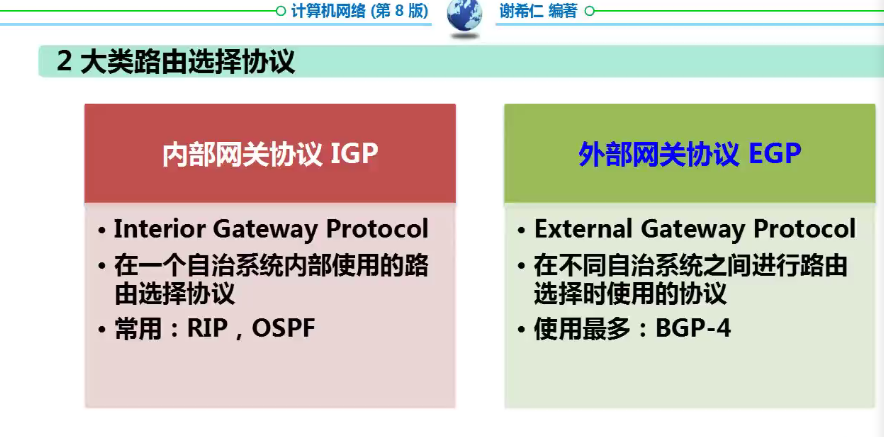 计算机网络 (第 8 版)
谢希仁 编著
2 大类路由选择协议
内部网关协议 IGP
• Interior Gateway Protocol
• 在一个自治系统内部使用的路
由选择协议
• 常用：RIP，OSPF
外部网关协议 EGP
• External Gateway Protocol
• 在不同自治系统之间进行路由
选择时使用的协议
• 使用最多：BGP-4